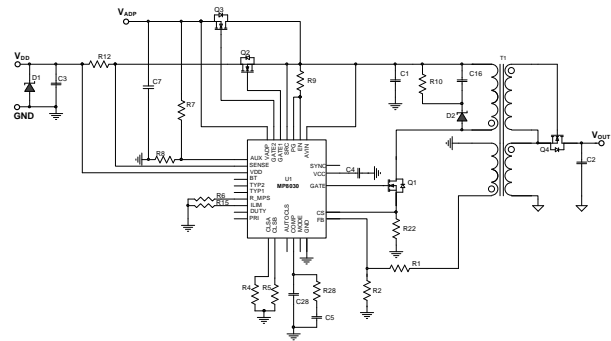 VADP
Q3
VDD
R12
Q2
T1
D1
C3
C7
R7
R9
C1
R10
C16
D2
GND
R8
VADP
GATE2
GATE1
SRC
PG
EN
AVIN
AUX
SENSE
VDD
BT
TYP2
TYP1
R_MPS
ILIM
DUTY
PRI
U1
MP8030
SYNC
VCC
GATE
CS
FB
C4
Q1
Q4
VOUT
C2
R6
R15
CLSA
CLSB
AUTOCLS
COMP
MODE
GND
R22
R1
R2
R4
R5
C28
R28
C5